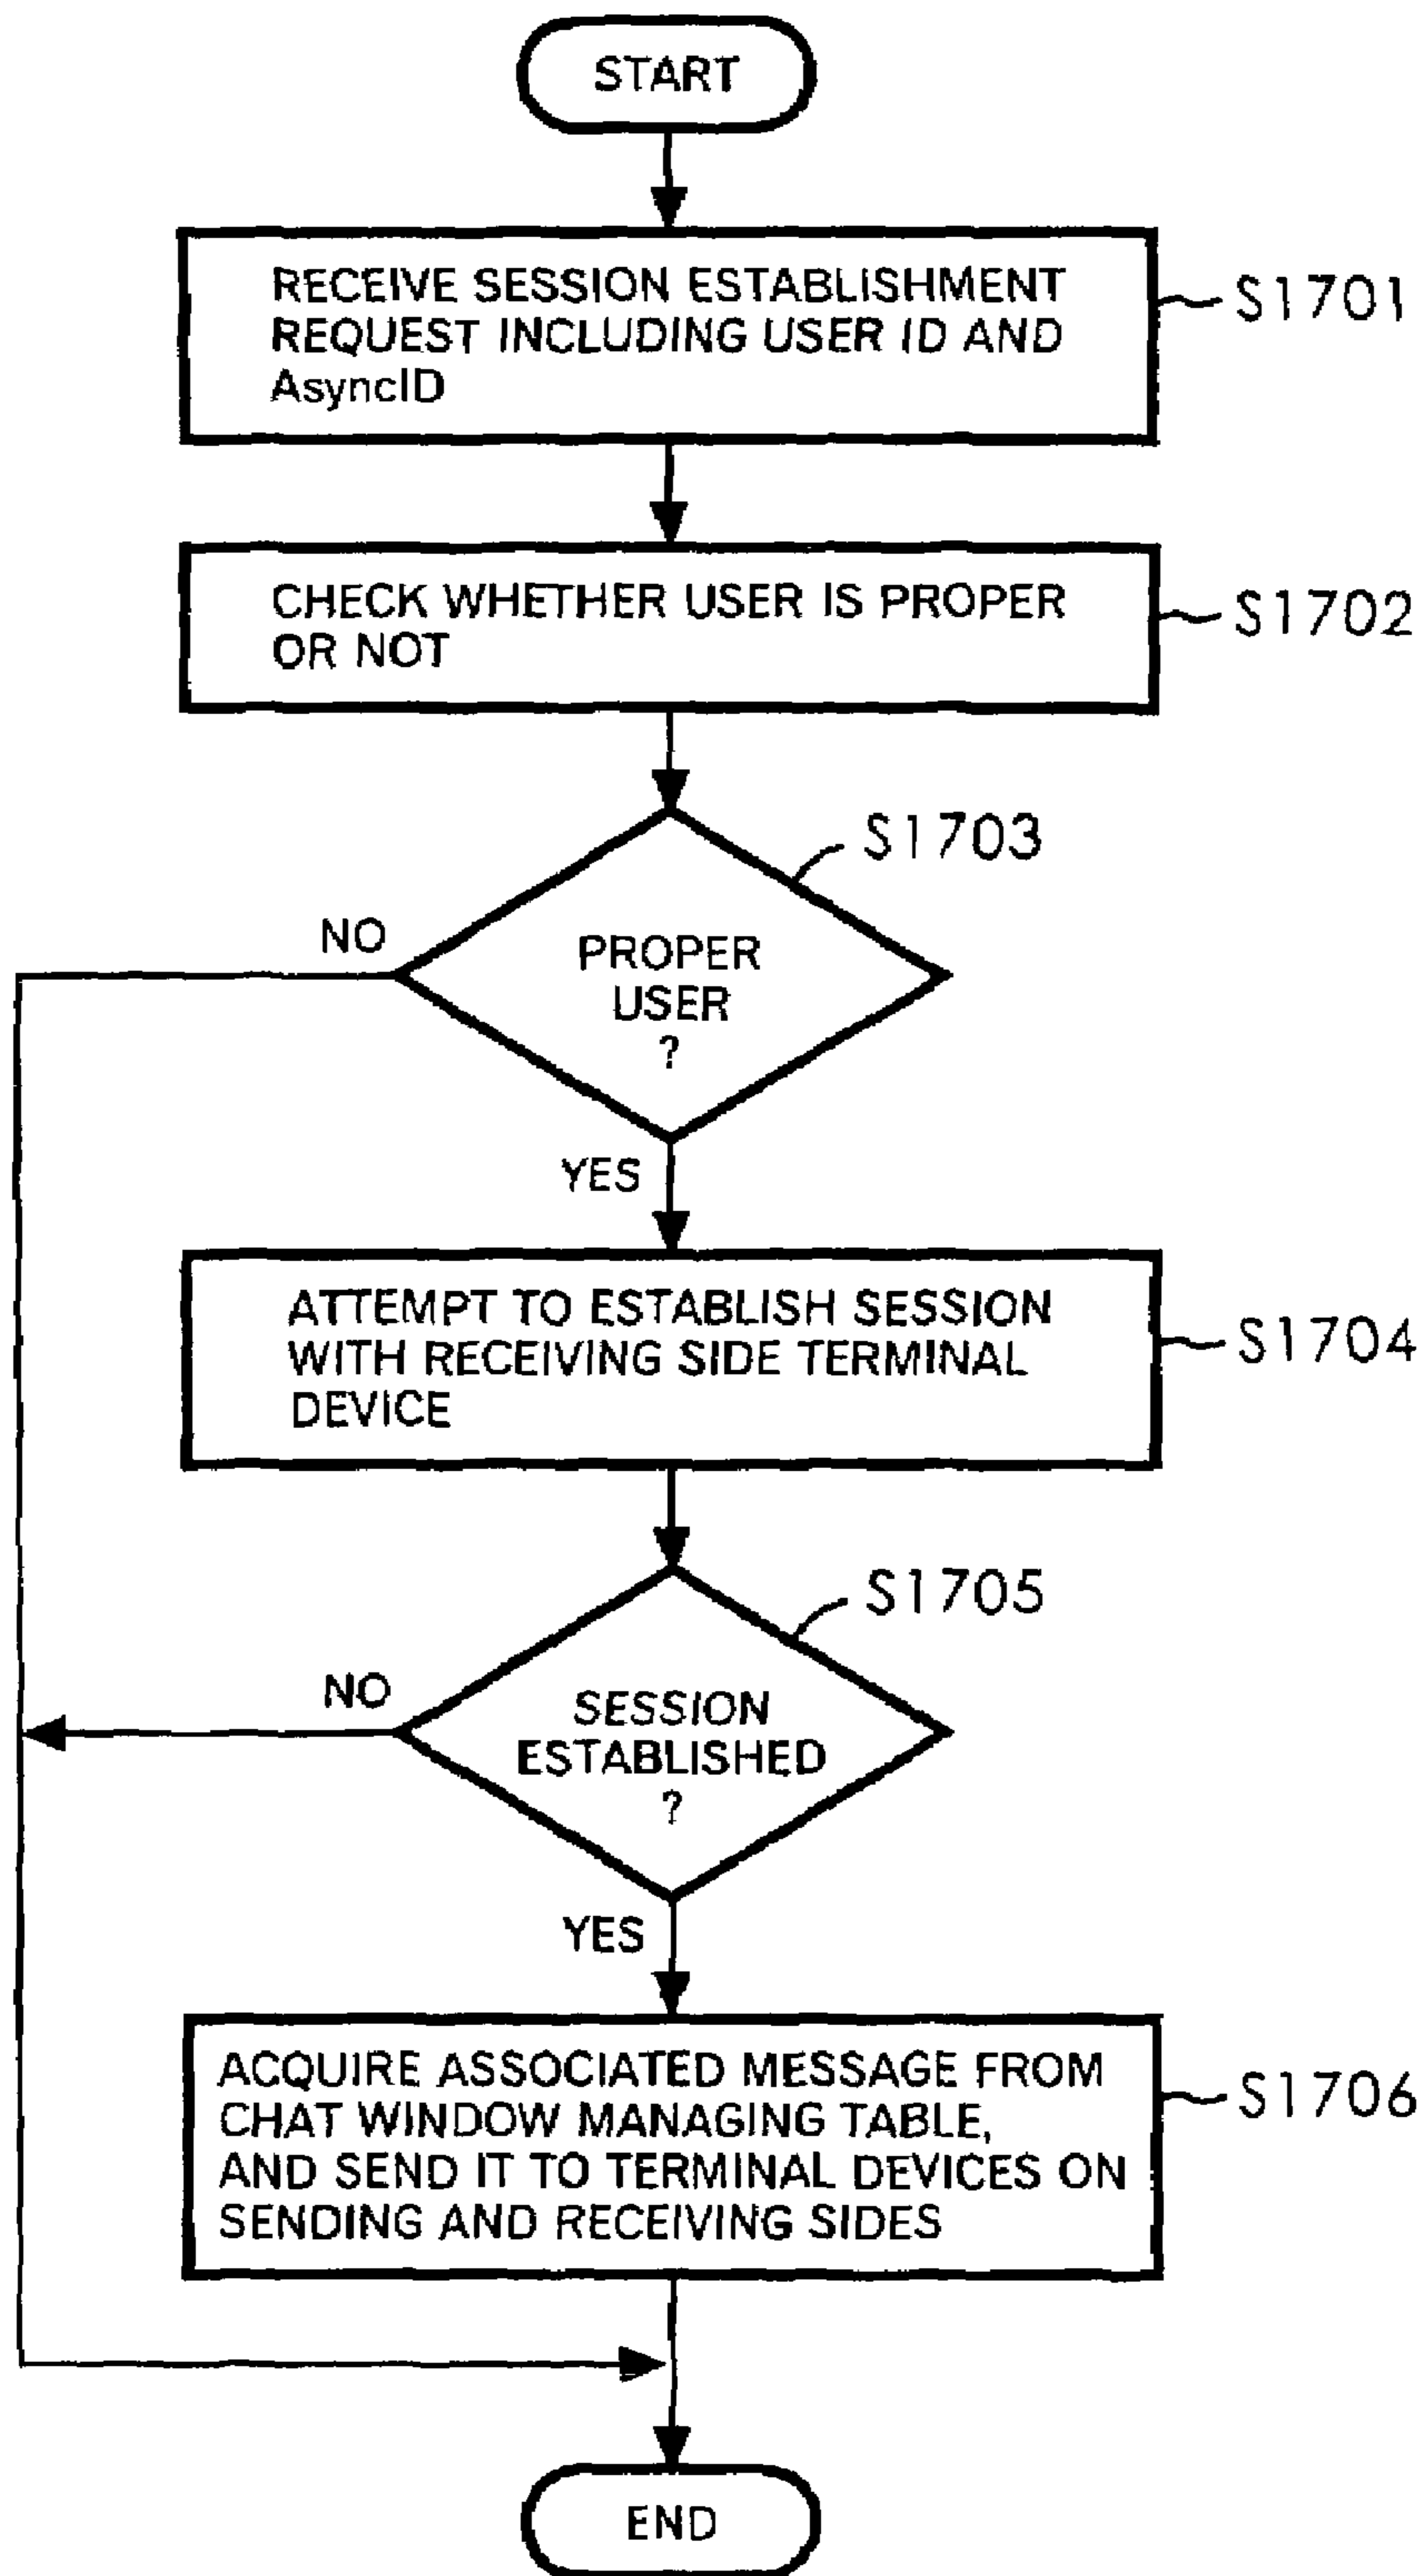 START
RECEIVE SESSION ESTABLISHMENT
REQUEST INCLUDING USER ID AND
AsyncID
S1701
CHECK WHETHER USER IS PROPER
OR NOT
S1702
S1703
NO
PROPER
USER
?
YES
ATTEMPT TO ESTABLISH SESSION
WITH RECEIVING SIDE TERMINAL
DEVICE
S1704
S1705
NO
SESSION
ESTABLISHED
?
YES
ACQUIRE ASSOCIATED MESSAGE FROM
CHAT WINDOW MANAGING TABLE,
AND SEND IT TO TERMINAL DEVICES ON
SENDING AND RECEIVING SIDES
S1706
END